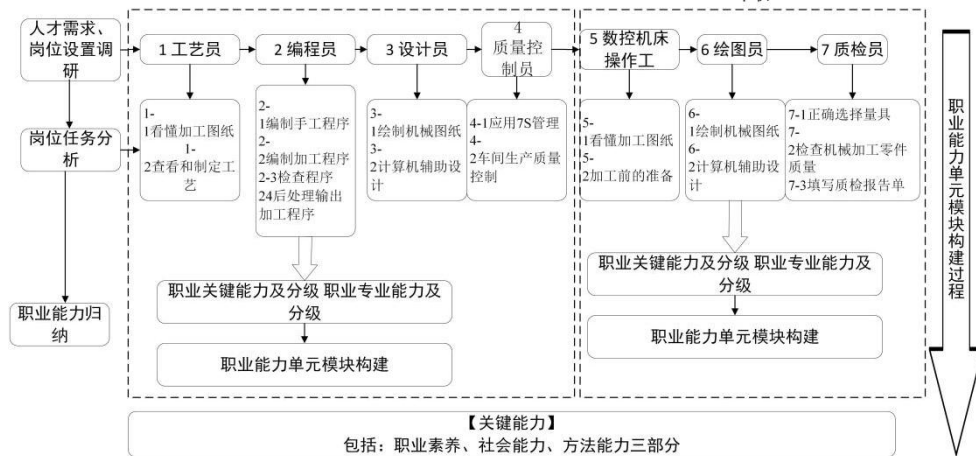 人才需求、
岗位设置调
研
1 工艺员
2 编程员
3 设计员
4
质量控
制员
5 数控机床
操作工
6 绘图员
7 质检员
岗位任务分
析
1-
1看懂加工图纸
1-
2查看和制定工
艺
2-
1编制手工程序
2-
2编制加工程序
2-3检查程序
24后处理输出
加工程序
3-
1绘制机械图纸
3-
2计算机辅助设
计
4-1应用7S管理
4-
2车间生产质量
控制
5-
1看懂加工图纸
5-
2加工前的准备
6-
1绘制机械图纸
6-
2计算机辅助设
计
7-1正确选择量具
7-
2检查机械加工零件
质量
7-3填写质检报告单
职业能力归
纳
职业关键能力及分级 职业专业能力及
分级
职业能力单元模块构建
职业关键能力及分级 职业专业能力及
分级
职业能力单元模块构建
【关键能力】
包括：职业素养、社会能力、方法能力三部分
职业能力单元模块构建过程